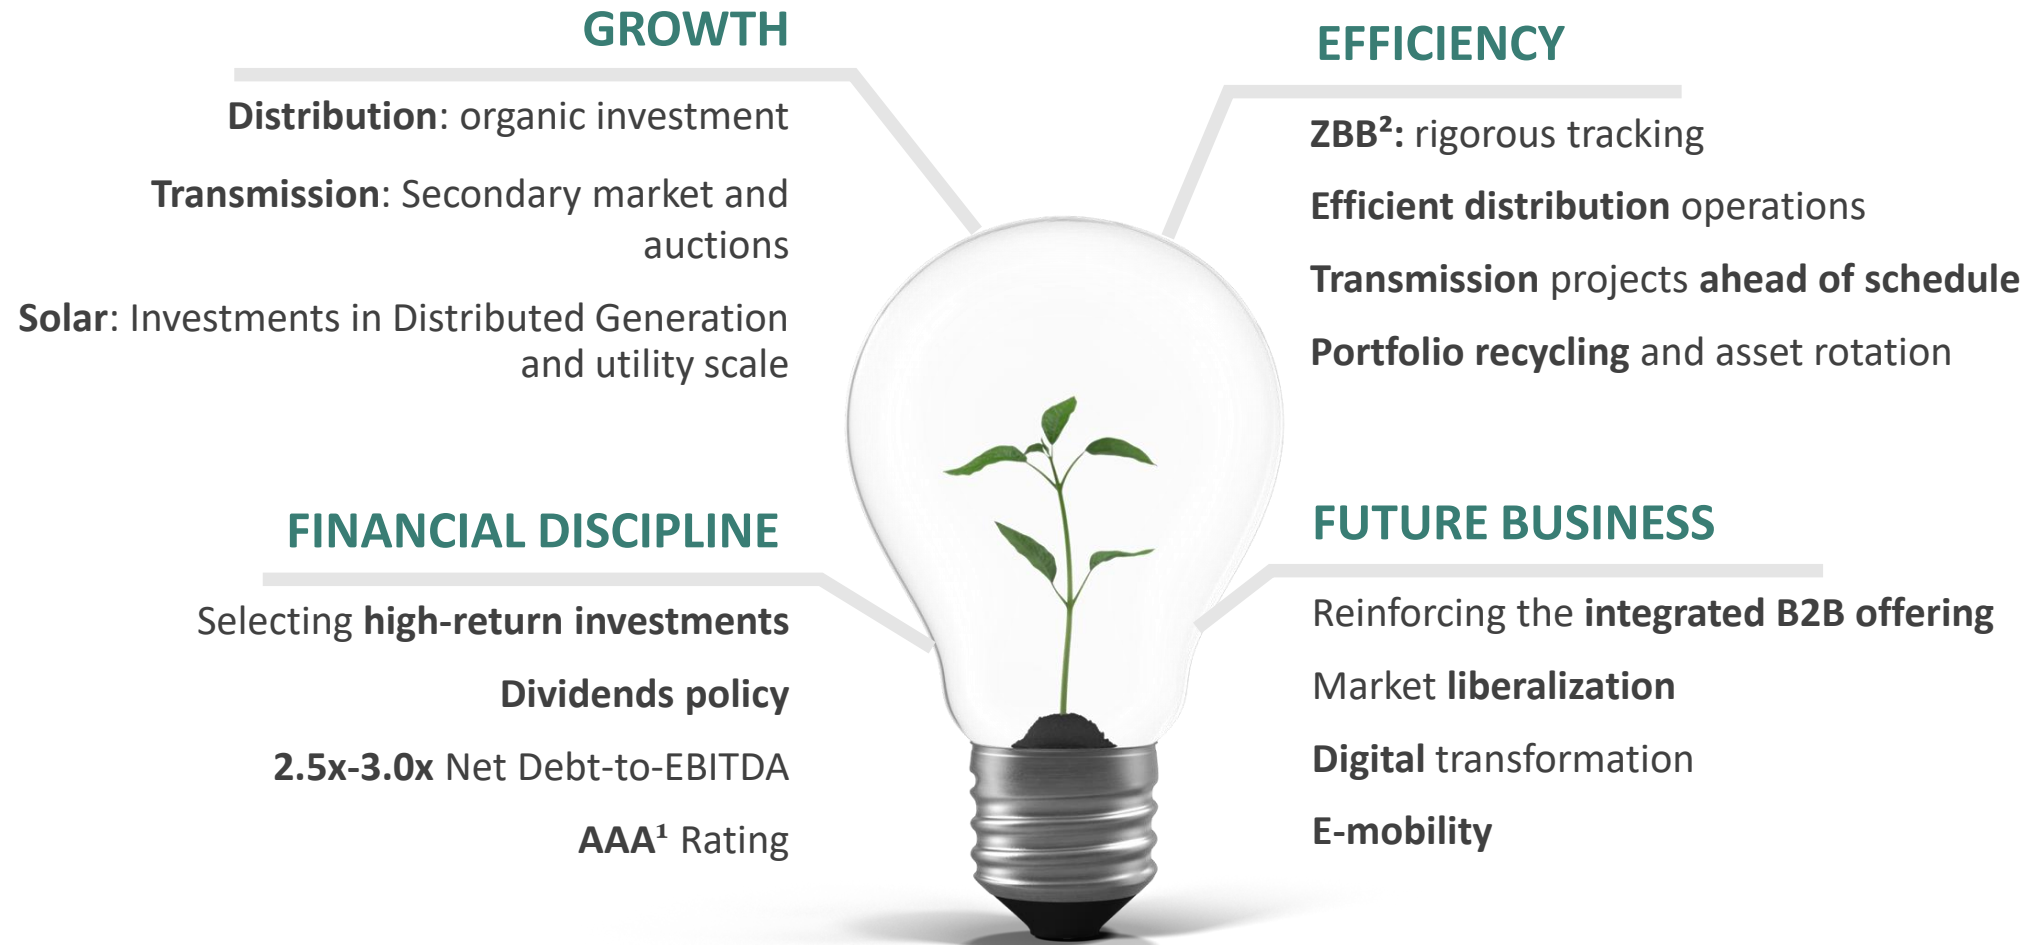 GROWTH
Distribution: organic investment
Transmission: Secondary market and
auctions
Solar: Investments in Distributed Generation
and utility scale
EFFICIENCY
ZBB²: rigorous tracking
Efficient distribution operations
Transmission projects ahead of schedule
Portfolio recycling and asset rotation
FINANCIAL DISCIPLINE
Selecting high-return investments
Dividends policy
2.5x-3.0x Net Debt-to-EBITDA
AAA¹ Rating
FUTURE BUSINESS
Reinforcing the integrated B2B offering
Market liberalization
Digital transformation
E-mobility